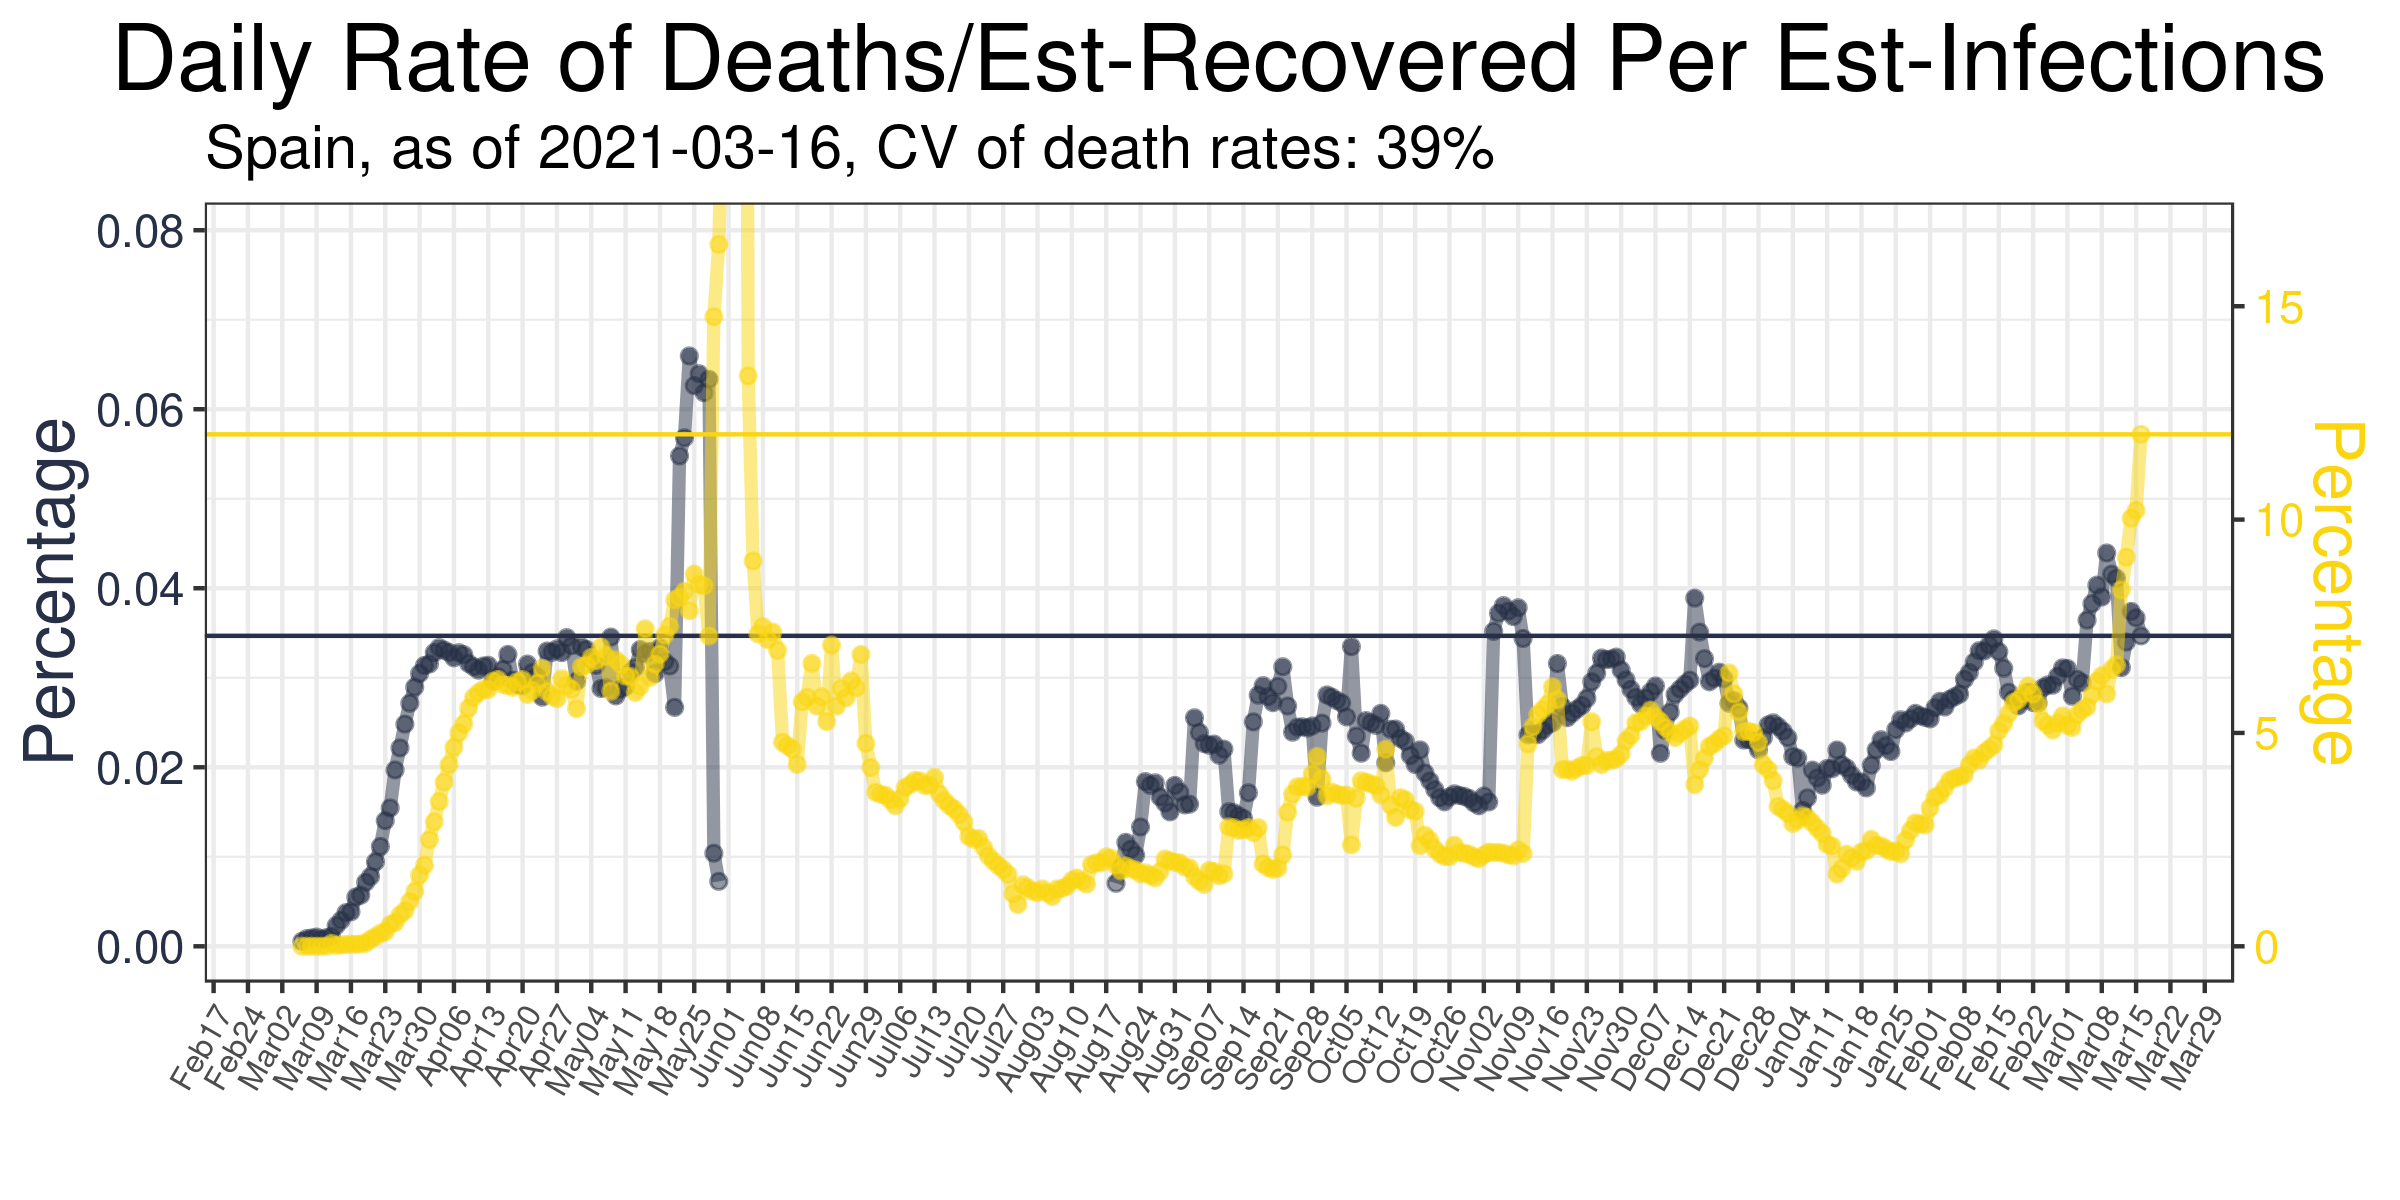 Daily Rate of Deaths/Est-Recovered Per Est-Infections
Spain, as of 2021-03-16, CV of death rates: 39%
Percentage
0.08
0.06
0.04
0.02
0.00
15
10
5
0
Percentage
Feb17
Feb24
Mar02
Mar09
Mar16
Mar23
Mar30
Apr06
Apr13
Apr20
Apr27
May04
May11
May18
May25
Jun01
Jun08
Jun15
Jun22
Jun29
Jul06
Jul13
Jul20
Jul27
Aug03
Aug10
Aug17
Aug24
Aug31
Sep07
Sep14
Sep21
Sep28
Oct05
Oct12
Oct19
Oct26
Nov02
Nov09
Nov16
Nov23
Nov30
Dec07
Dec14
Dec21
Dec28
Jan04
Jan11
Jan18
Jan25
Feb01
Feb08
Feb15
Feb22
Mar01
Mar08
Mar15
Mar22
Mar29